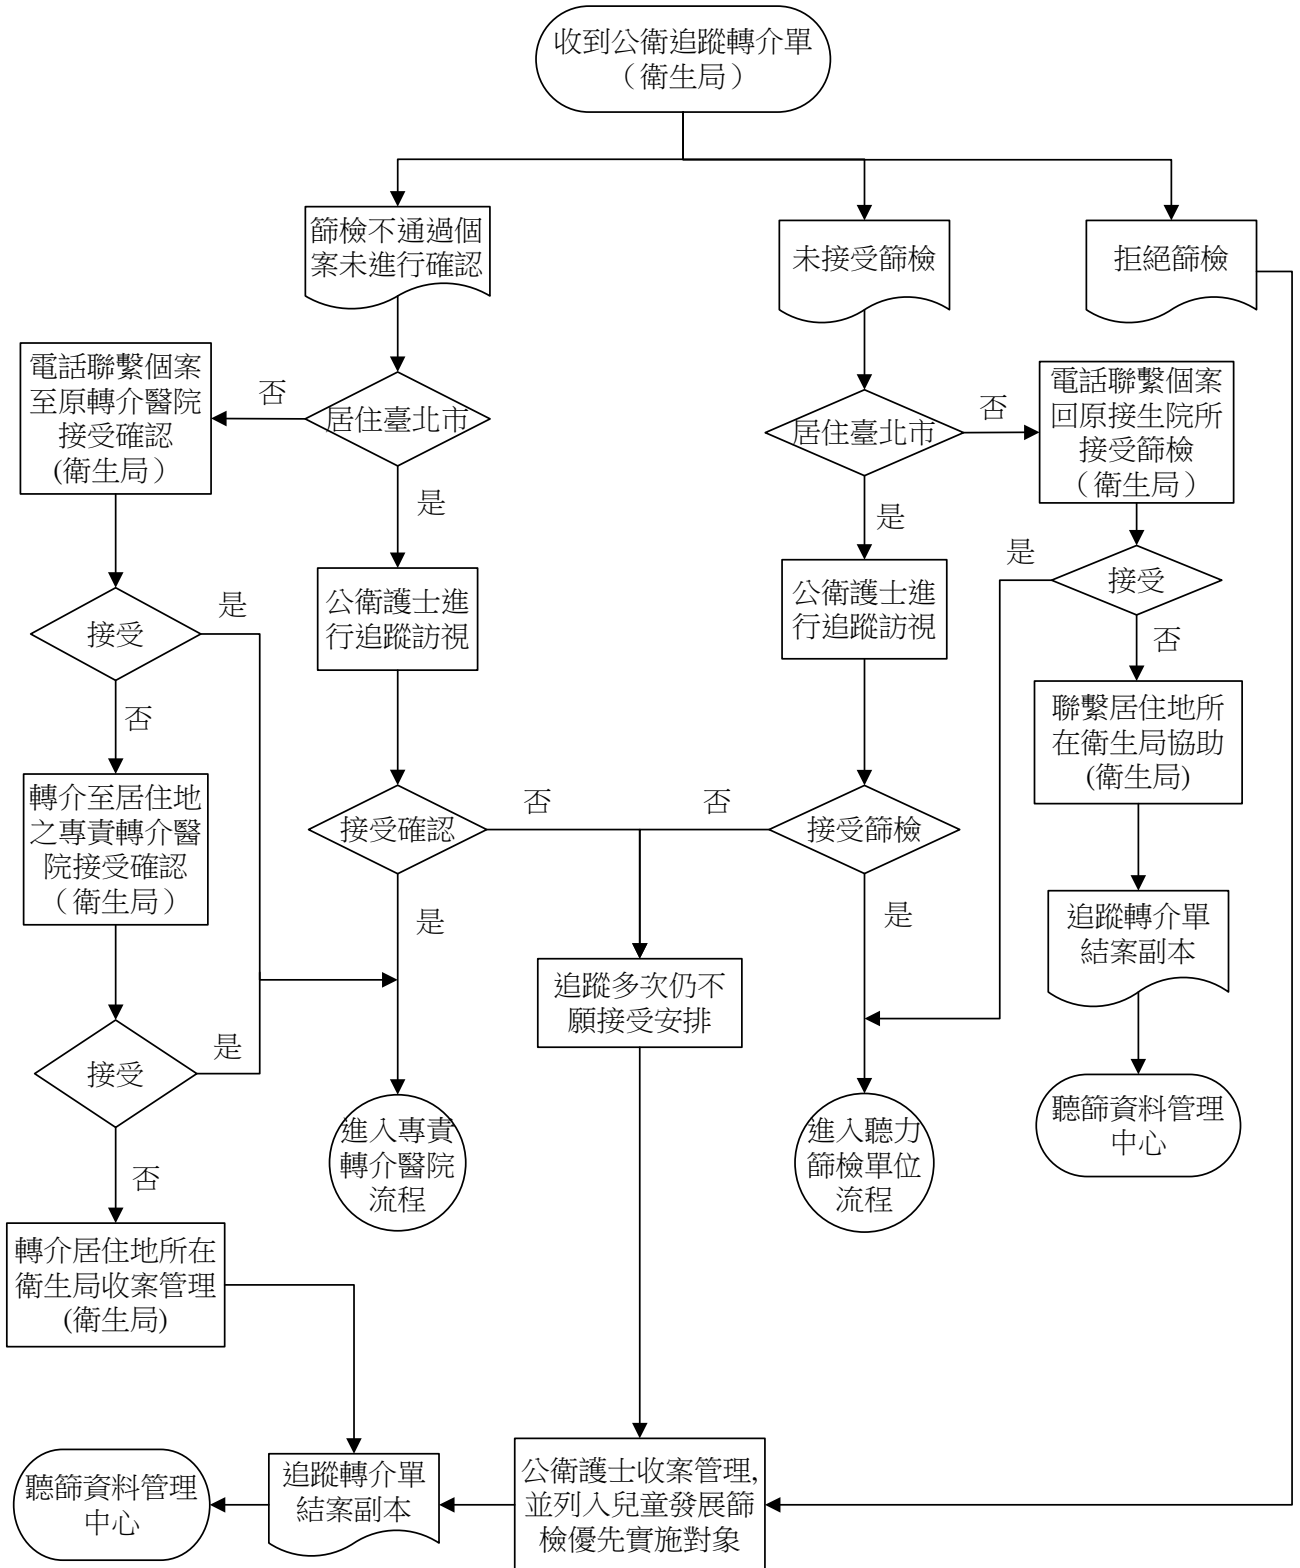 收到公衛追蹤轉介單
（衛生局）
篩檢不通過個
案未進行確認
未接受篩檢
拒絕篩檢
電話聯繫個案
至原轉介醫院
接受確認
(衛生局）
否
居住臺北市
是
居住臺北市
否
是
電話聯繫個案
回原接生院所
接受篩檢
（衛生局）
接受
是
否
公衛護士進
行追蹤訪視
公衛護士進
行追蹤訪視
是
接受
否
聯繫居住地所
在衛生局協助
(衛生局)
轉介至居住地
之專責轉介醫
院接受確認
（衛生局）
接受確認
否
是
否
接受篩檢
是
追蹤轉介單
結案副本
追蹤多次仍不
願接受安排
接受
是
否
進入專責
轉介醫院
流程
進入聽力
篩檢單位
流程
聽篩資料管理
中心
轉介居住地所在
衛生局收案管理
(衛生局)
聽篩資料管理
中心
追蹤轉介單
結案副本
公衛護士收案管理,
並列入兒童發展篩
檢優先實施對象